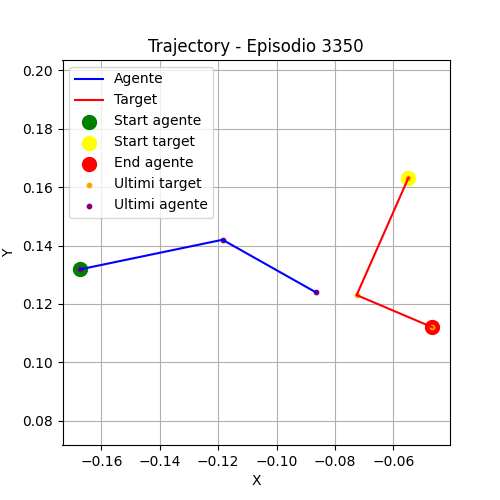 Trajectory - Episodio 3350
0.20
0.18
0.16
0.14
0.12
0.10
0.08
Y
Agente
Target
Start agente
Start target
End agente
Ultimi target
Ultimi agente
−0.16 −0.14 −0.12 −0.10 −0.08 −0.06
X